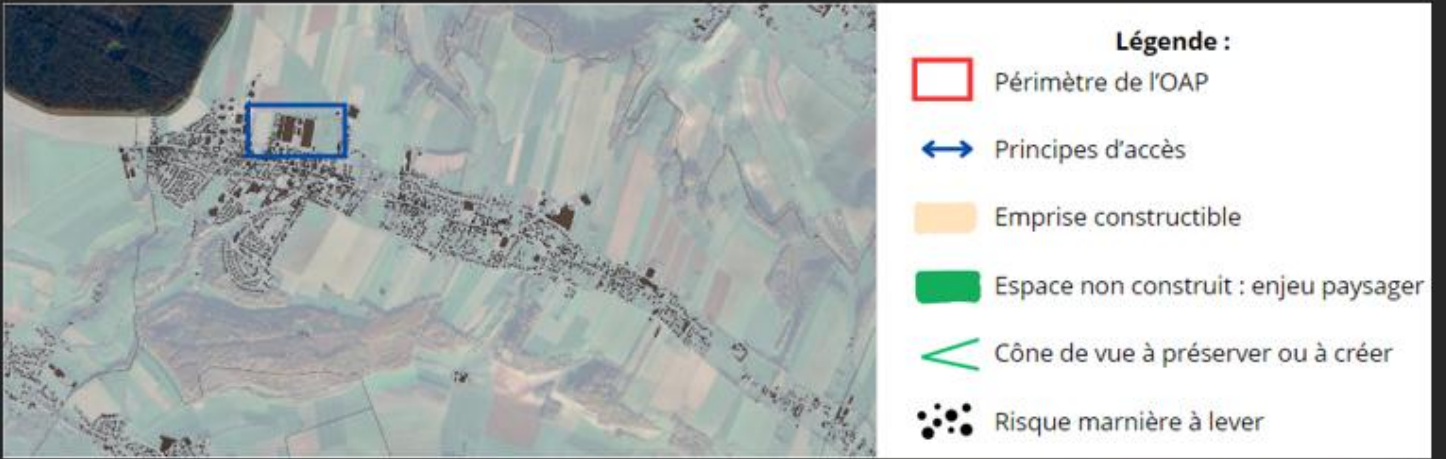 Légende :
Périmètre de l’OAP
Principes d’accès
Emprise constructible
Espace non construit : enjeu paysager
Cône de vue à préserver ou à créer
Risque marnière à lever